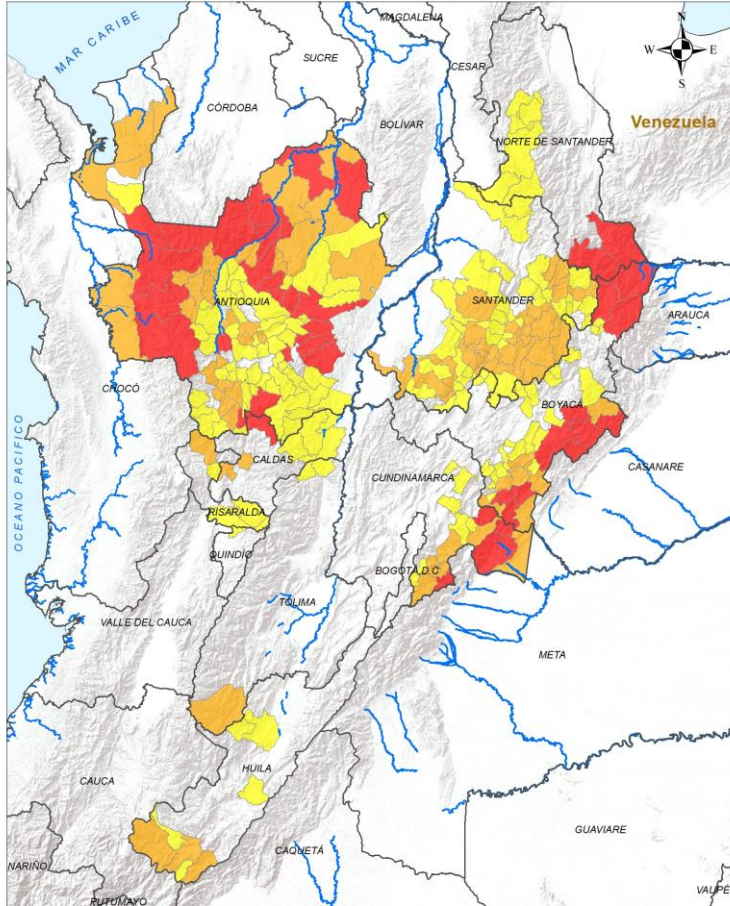 MAGDALENA
N
MAR CARIBE
W
E
SUCRE
CESAR
S
CÓRDOBA
BOLÍVAR
Venezuela
NORTE DE SANTANDER
ANTIOQUIA
SANTANDER
ARAUCA
CHOCÓ
BOYACÁ
CALDAS
CUNDINAMARCA
CASANARE
OCEANO PACIFICO
RISARALDA
QUINDÍO
BOGOTÁ, D.C
TOLIMA
VALLE DEL CAUCA
META
HUILA
CAUCA
GUAVIARE
CAQUETÁ
NARIÑO
PUTUMAYO
VAUPÉ